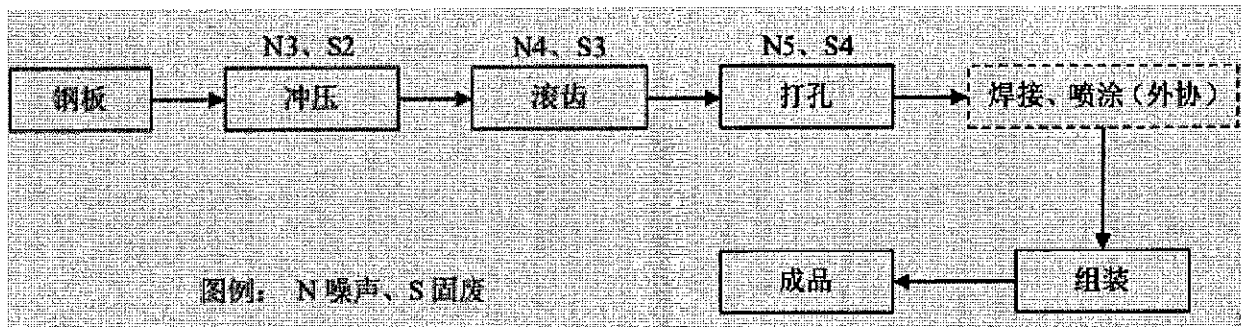 N3、S2 N4、S3 N5、S4
钢板 冲压 滚齿 打孔 焊接、喷涂（外协）
成品 组装
图例： N 噪声、S 固废